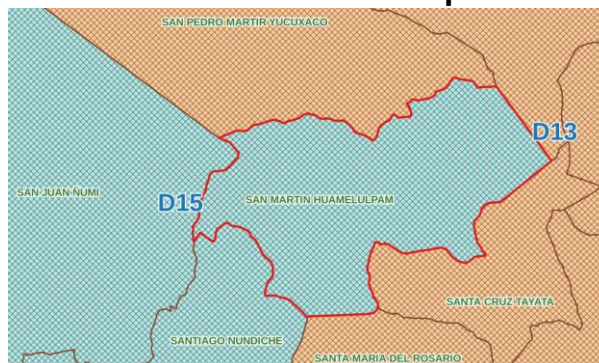 SAN PEDRO MARTIR YUCUXACO
D13
SAN JUAN ÑUMI
D15
SAN MARTIN HUAMELULPAM
SANTA CRUZ TAYATA
SANTIAGO NUNDICHE
SANTA MARIA DEL ROSARIO